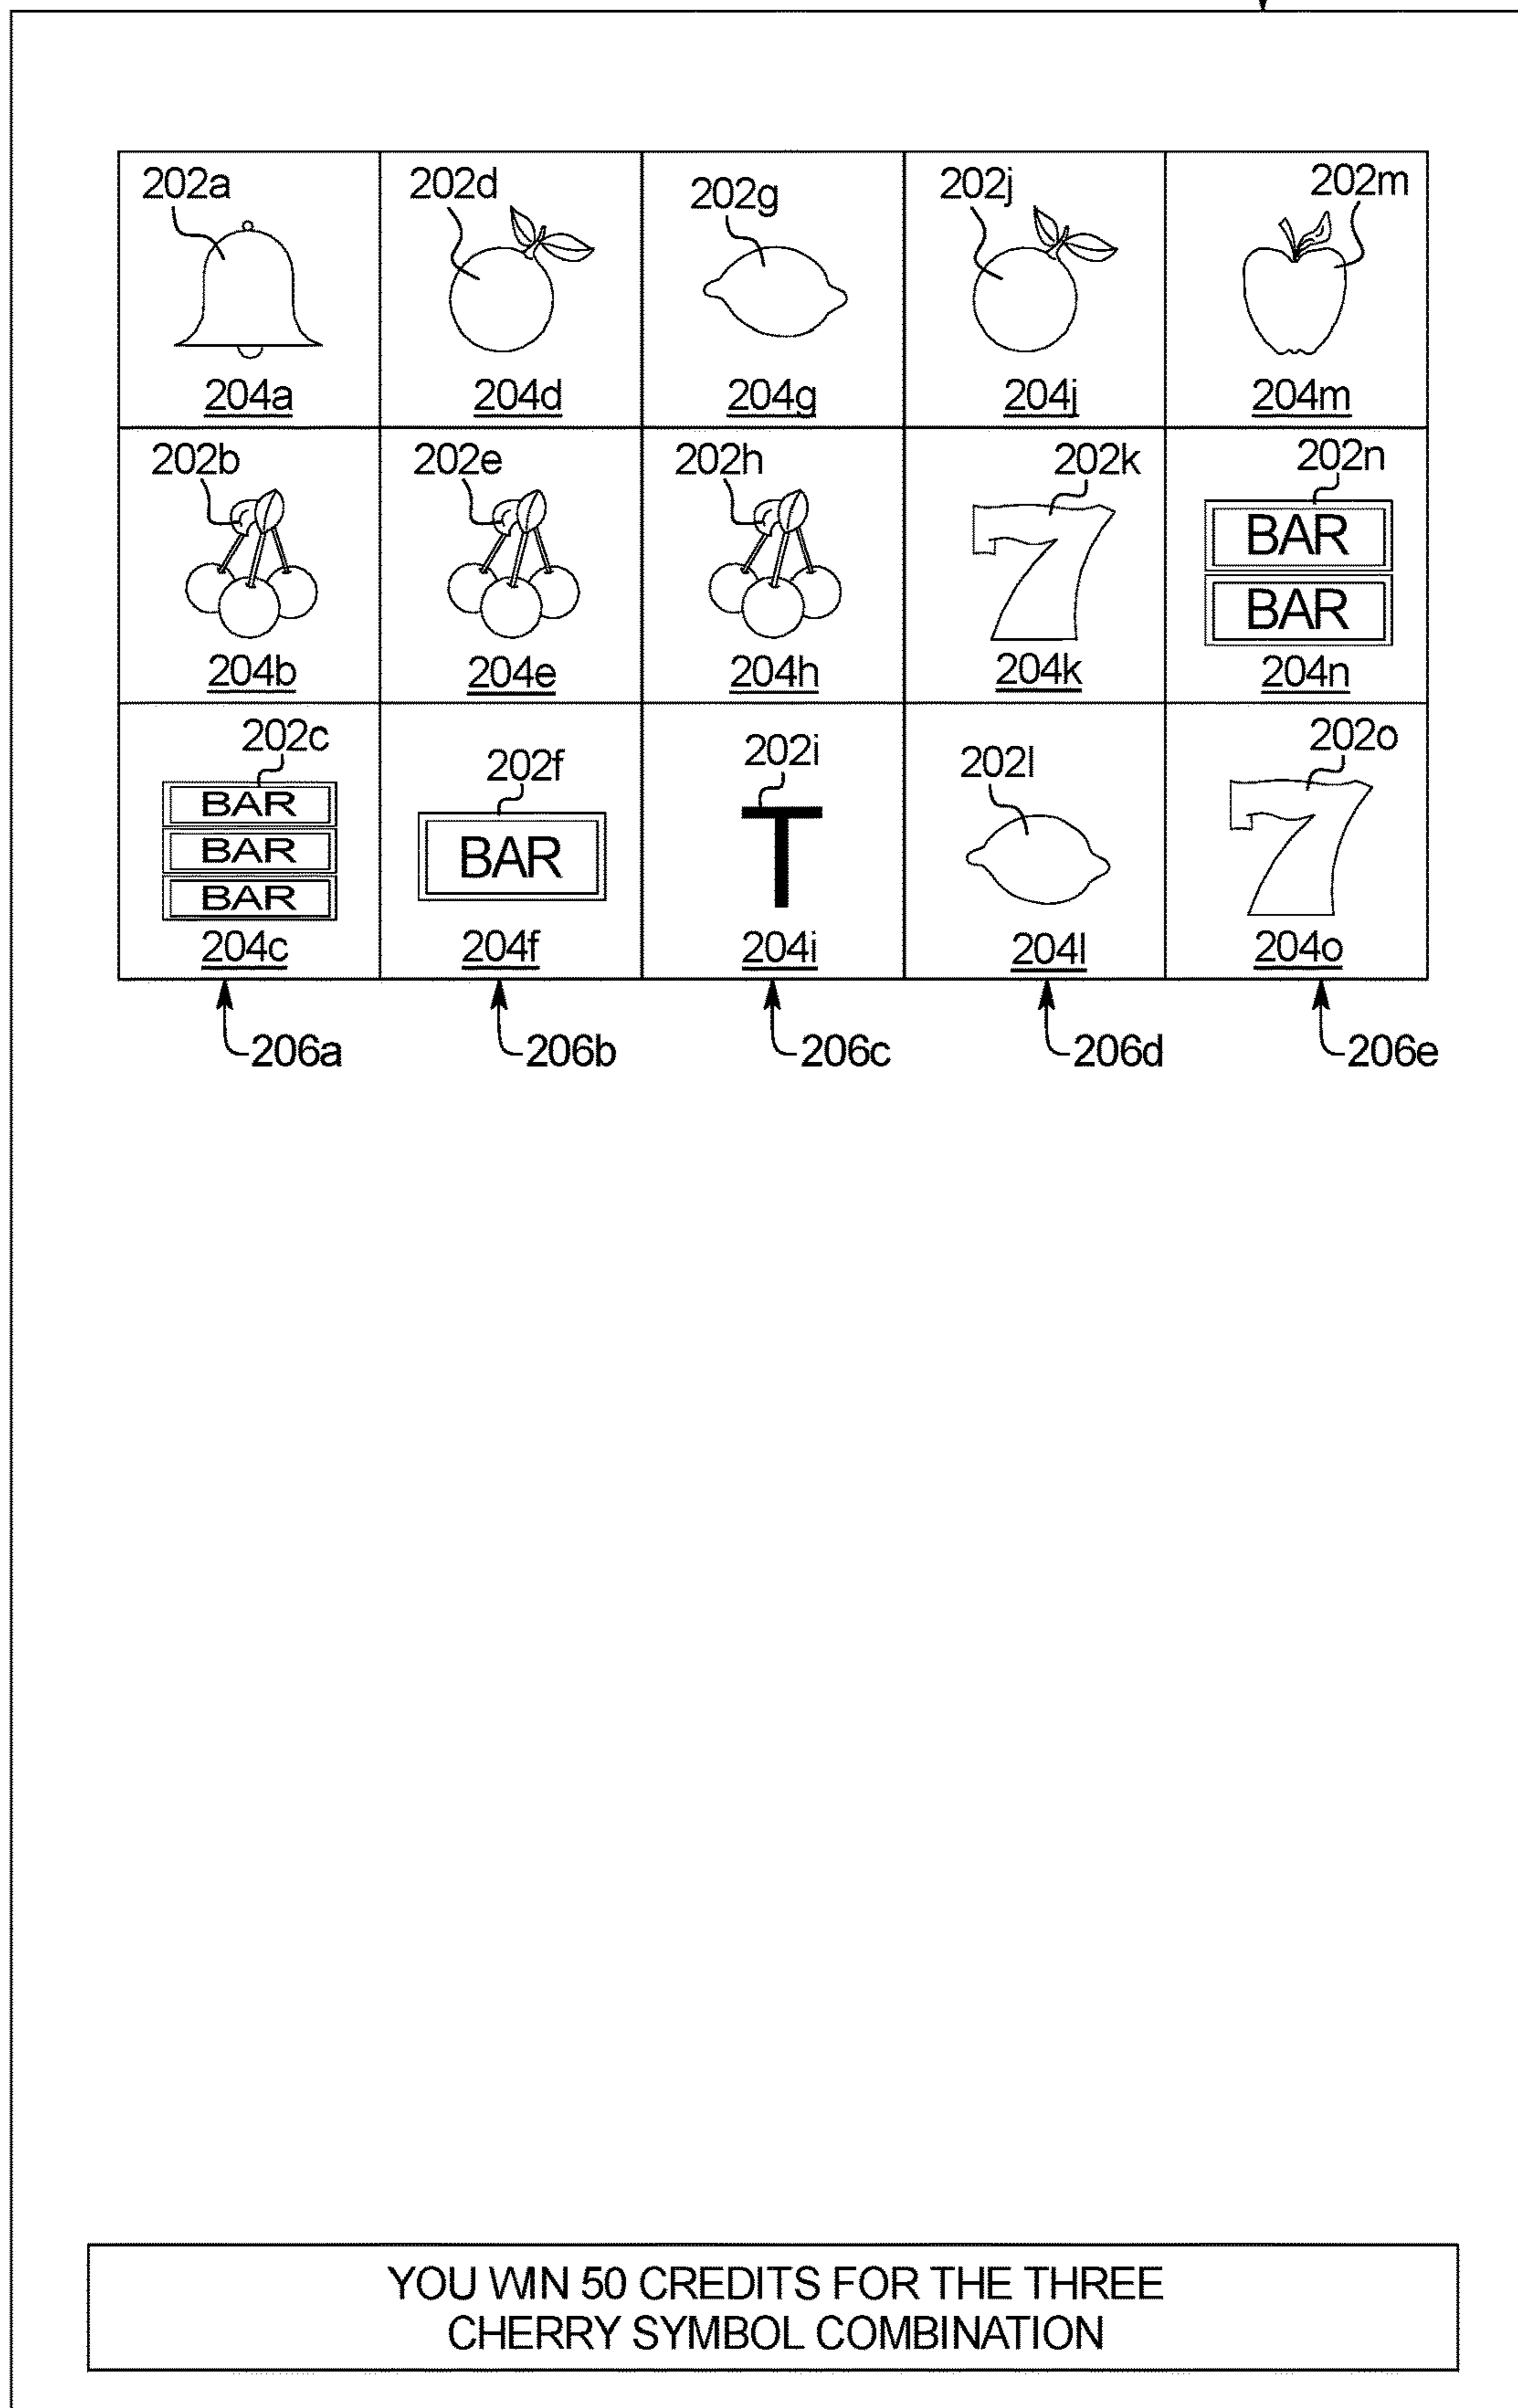 202a 202d 202g 202j 202m
204a 204d 204g 204j 204m
202b 202e 202h 202k 202n
BAR
BAR
204b 204e 204h 204k 204n
202c 202f 202i 202l 202o
BAR
BAR
BAR
BAR
T
204c 204f 204i 204l 204o
206a 206b 206c 206d 206e
YOU WIN 50 CREDITS FOR THE THREE
CHERRY SYMBOL COMBINATION